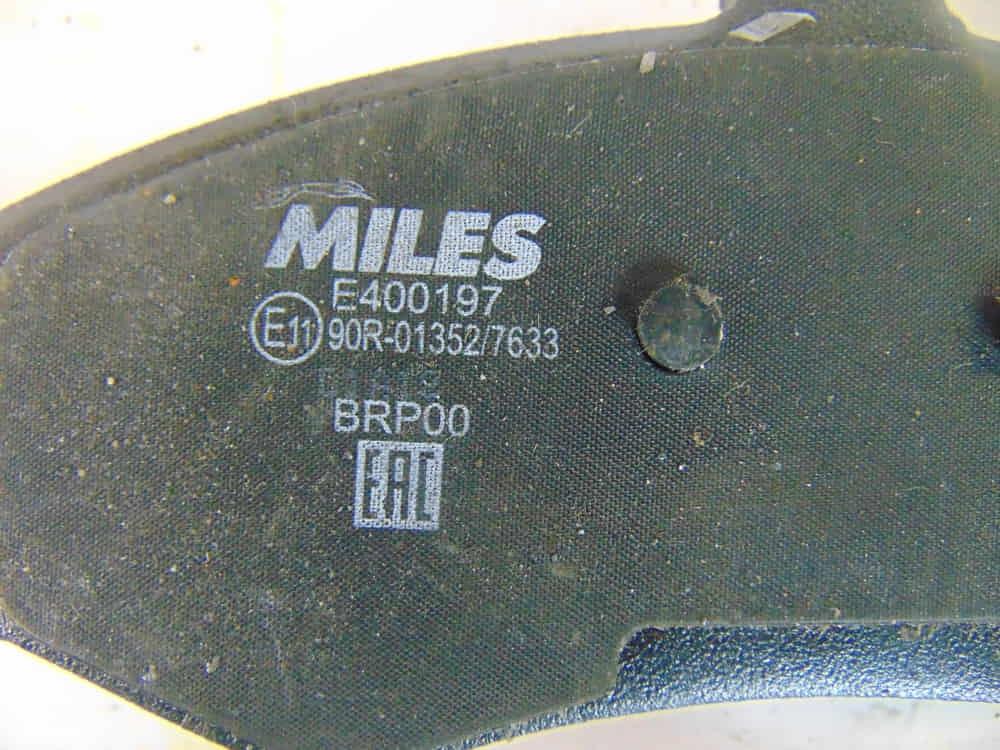 MILES
E400197
E11 90R-01352/7633
BRP00
EAC